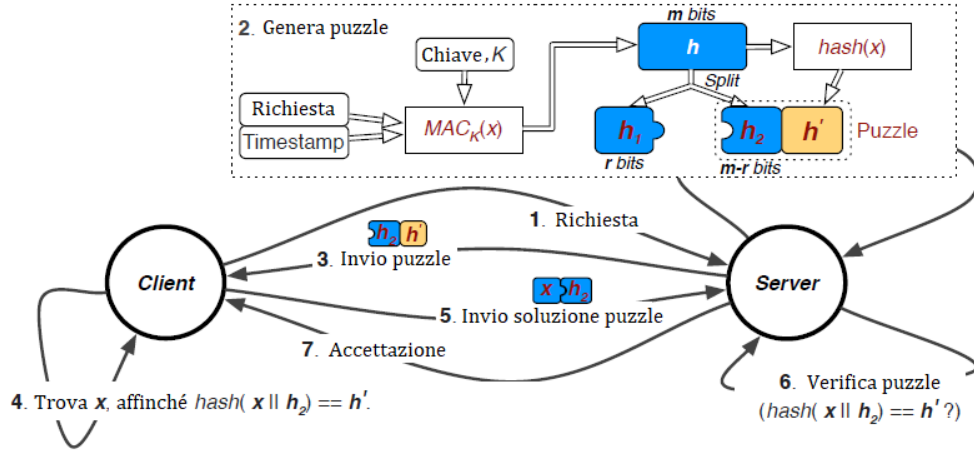 2. Genera puzzle
m bits
Chiave, K
h
hash(x)
Split
Richiesta
Timestamp
MAC_K(x)
h₁
h₂
h'
Puzzle
r bits
m-r bits
1. Richiesta
h₂ h'
3. Invio puzzle
Client
Server
x h₂
5. Invio soluzione puzzle
7. Accettazione
4. Trova x, affinché hash( x || h₂) == h'.
6. Verifica puzzle
(hash( x || h₂) == h' ?)